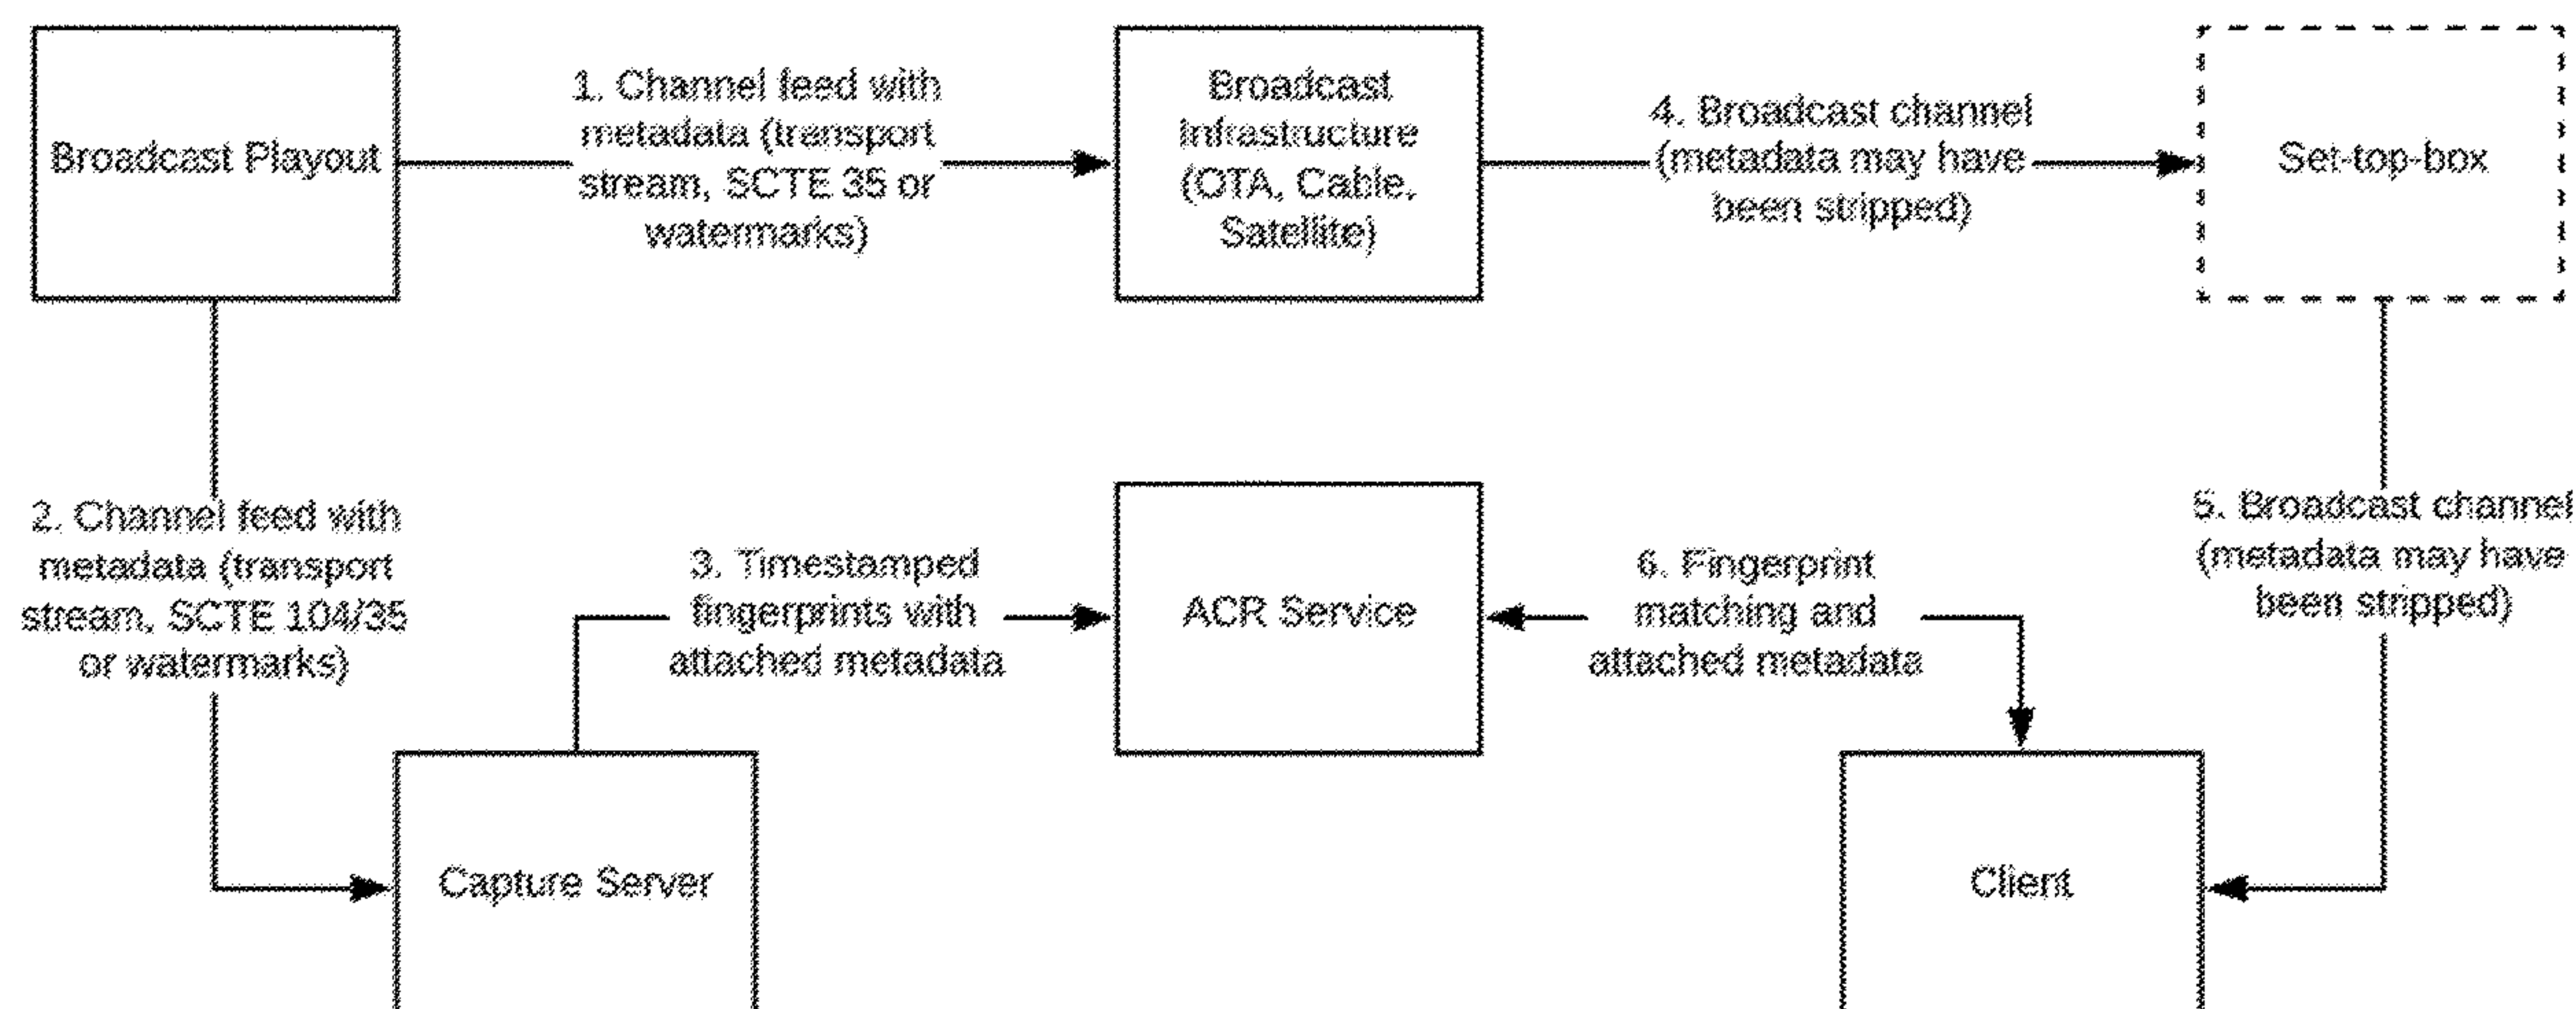 Broadcast Playout
1. Channel feed with
metadata (transport
stream, SCTE 35 or
watermarks)
Broadcast
Infrastructure
(OTA, Cable,
Satellite)
4. Broadcast channel
(metadata may have
been stripped)
Set-top-box
2. Channel feed with
metadata (transport
stream, SCTE 104/35
or watermarks)
3. Timestamped
fingerprints with
attached metadata
ACR Service
6. Fingerprint
matching and
attached metadata
5. Broadcast channel
(metadata may have
been stripped)
Capture Server
Client